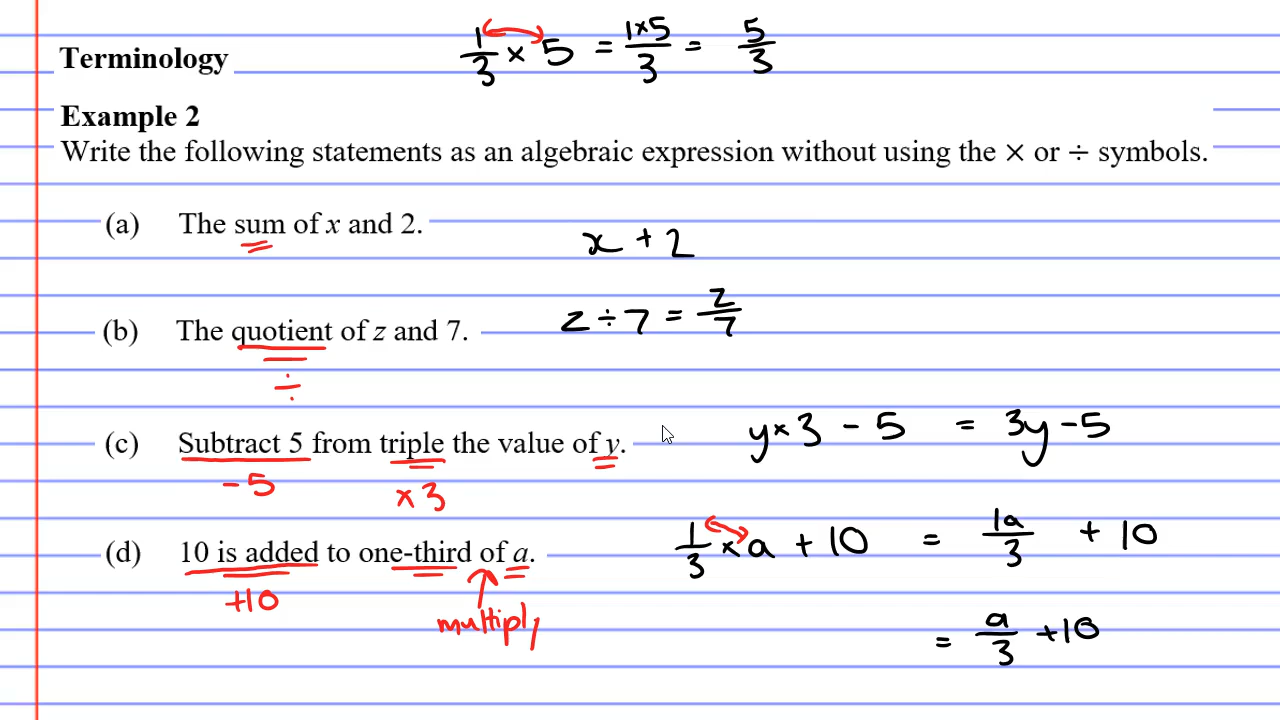 Terminology
1/3 × 5 = 1×5/3 = 5/3
Example 2
Write the following statements as an algebraic expression without using the × or ÷ symbols.
(a) The sum of x and 2.
x + 2
(b) The quotient of z and 7.
z ÷ 7 = z/7
÷
(c) Subtract 5 from triple the value of y.
y × 3 - 5 = 3y - 5
-5 ×3
(d) 10 is added to one-third of a.
1/3 × a + 10 = 1a/3 + 10
+10
multiply
= a/3 + 10